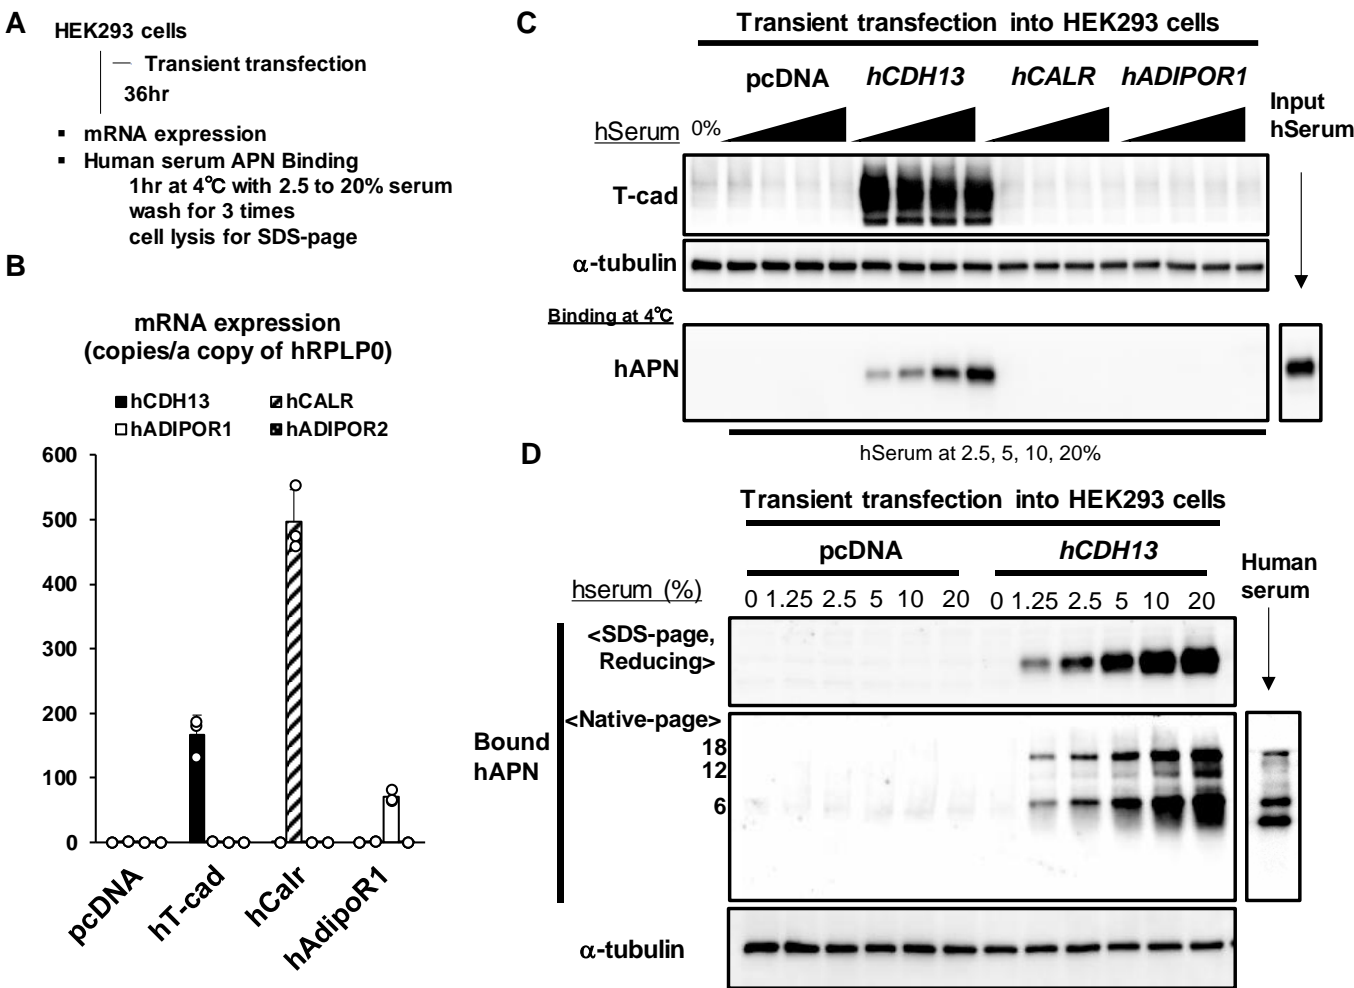 A
HEK293 cells
— Transient transfection
36hr
▪ mRNA expression
▪ Human serum APN Binding
1hr at 4℃ with 2.5 to 20% serum
wash for 3 times
cell lysis for SDS-page
B
mRNA expression
(copies/a copy of hRPLP0)
hCDH13 hCALR
hADIPOR1 hADIPOR2
600
500
400
300
200
100
0
pcDNA hT-cad hCalr hAdipoR1
C
Transient transfection into HEK293 cells
pcDNA hCDH13 hCALR hADIPOR1
Input
hSerum
hSerum 0%
T-cad
α-tubulin
Binding at 4℃
hAPN
hSerum at 2.5, 5, 10, 20%
D
Transient transfection into HEK293 cells
pcDNA hCDH13
Human
serum
hserum (%) 0 1.25 2.5 5 10 20 0 1.25 2.5 5 10 20
<SDS-page,
Reducing>
<Native-page>
Bound
hAPN
18
12
6
α-tubulin